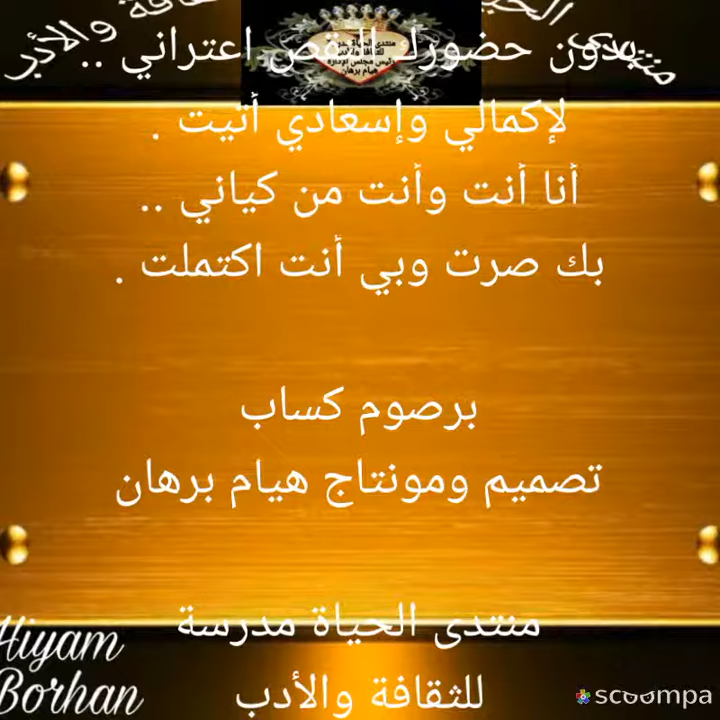 بدون حضورك النقص اعتراني ..
لإكمالي وإسعادي أتيت .
أنا أنت وأنت من كياني ..
بك صرت وبي أنت اكتملت .
برصوم كساب
تصميم ومونتاج هيام برهان
منتدى الحياة مدرسة
للثقافة والأدب
Hiyam
Borhan
scoompa